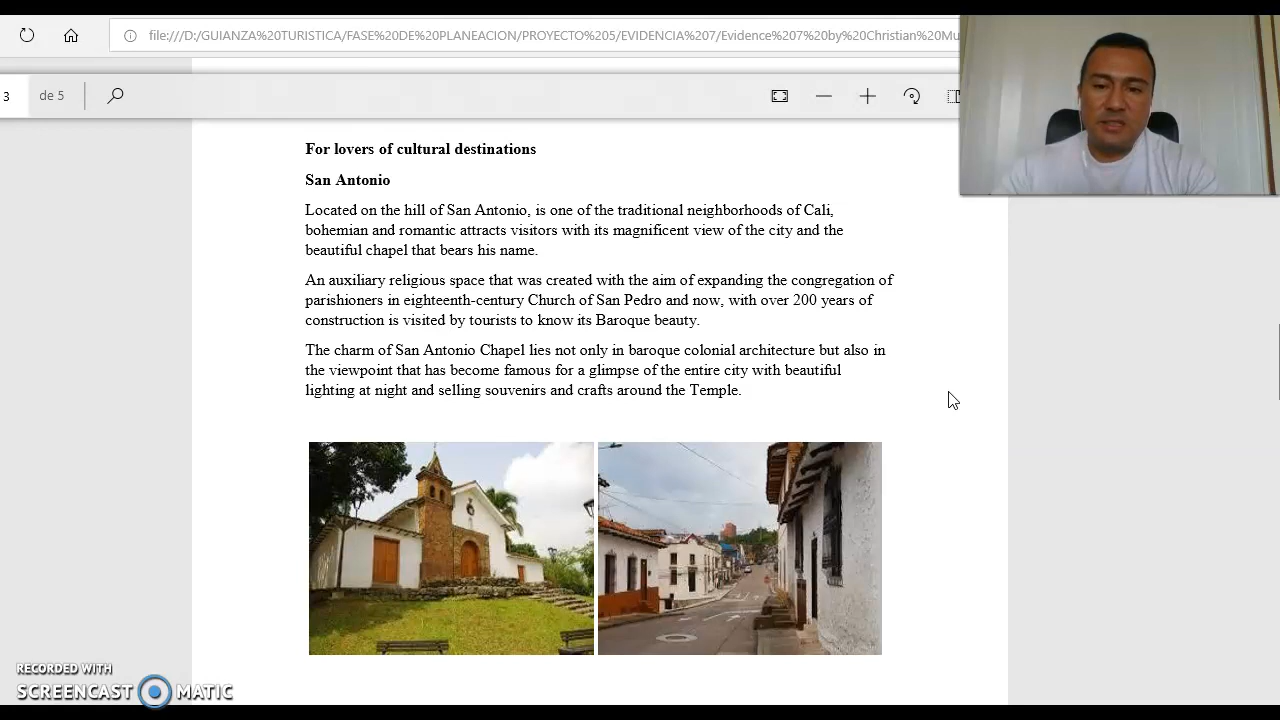 file:///D:/GUIANZA%20TURISTICA/FASE%20DE%20PLANEACION/PROYECTO%205/EVIDENCIA%207/Evidence%207%20by%20Christian%20Mu
3 de 5
For lovers of cultural destinations
San Antonio
Located on the hill of San Antonio, is one of the traditional neighborhoods of Cali,
bohemian and romantic attracts visitors with its magnificent view of the city and the
beautiful chapel that bears his name.
An auxiliary religious space that was created with the aim of expanding the congregation of
parishioners in eighteenth-century Church of San Pedro and now, with over 200 years of
construction is visited by tourists to know its Baroque beauty.
The charm of San Antonio Chapel lies not only in baroque colonial architecture but also in
the viewpoint that has become famous for a glimpse of the entire city with beautiful
lighting at night and selling souvenirs and crafts around the Temple.
RECORDED WITH
SCREENCAST MATIC